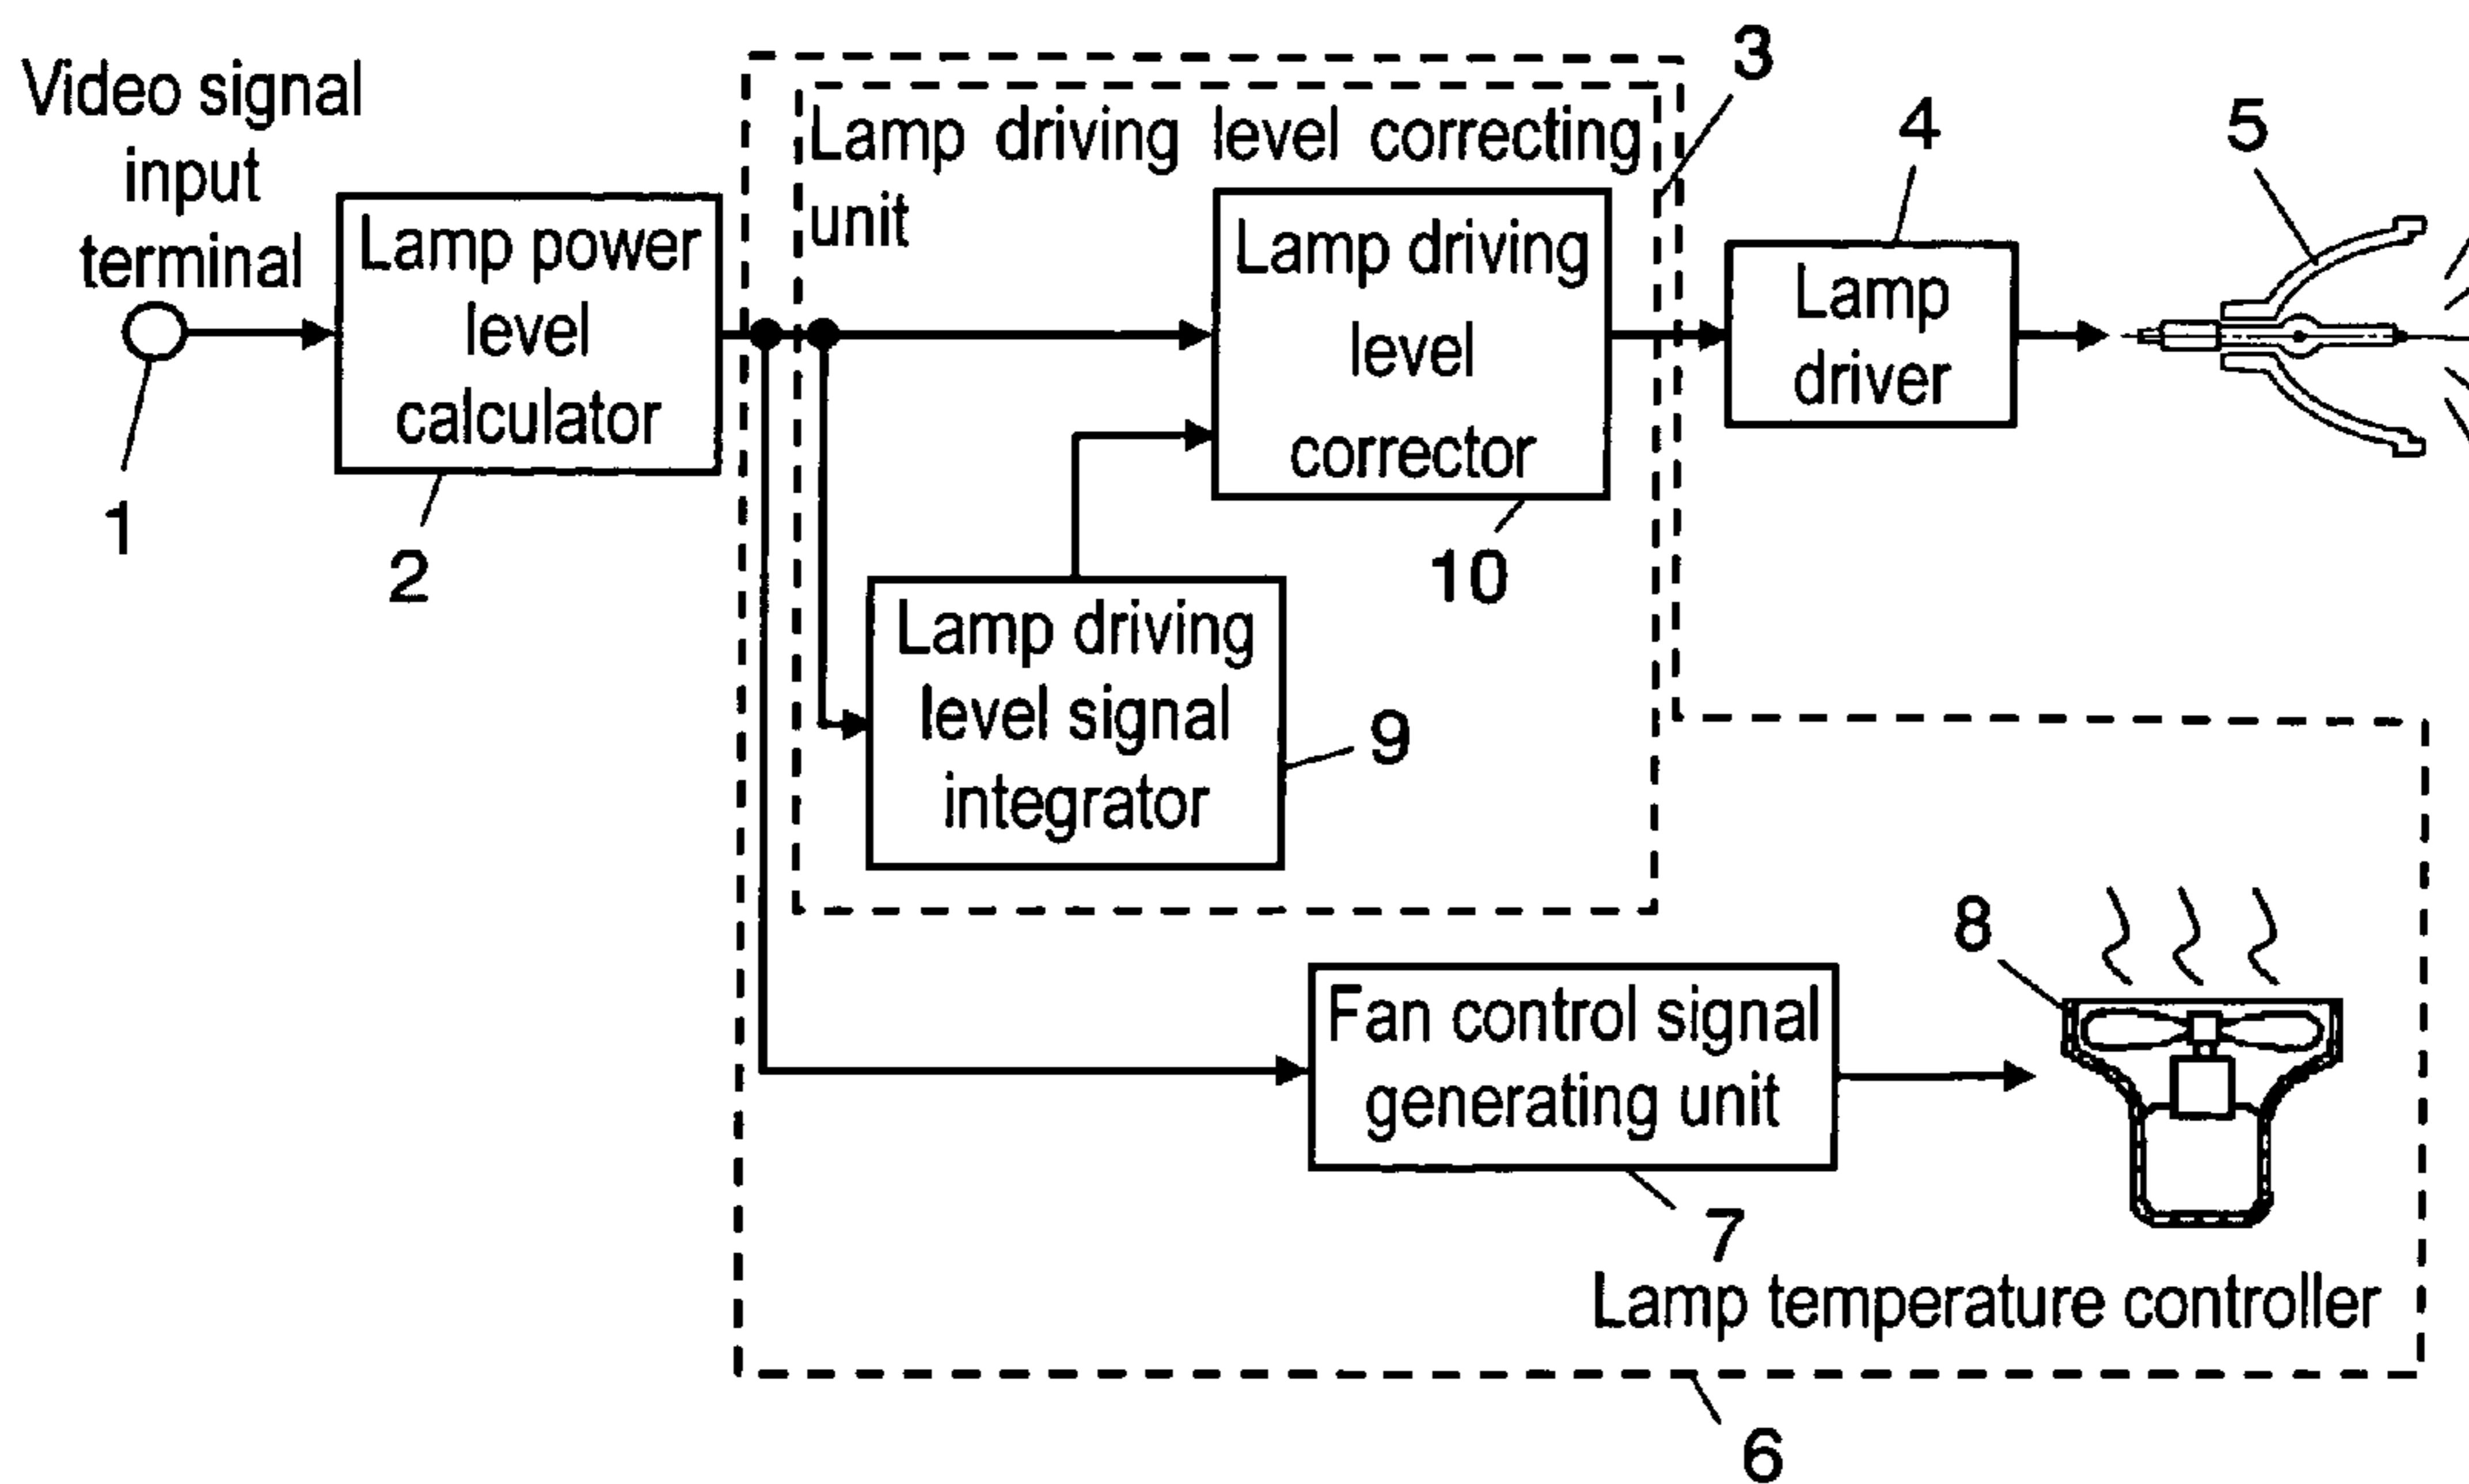 Video signal
input
terminal
1
Lamp power
level
calculator
2
Lamp driving level correcting
unit
3
Lamp driving
level
corrector
10
Lamp driving
level signal
integrator
9
Lamp
driver
4
5
Fan control signal
generating unit
7
8
Lamp temperature controller
6